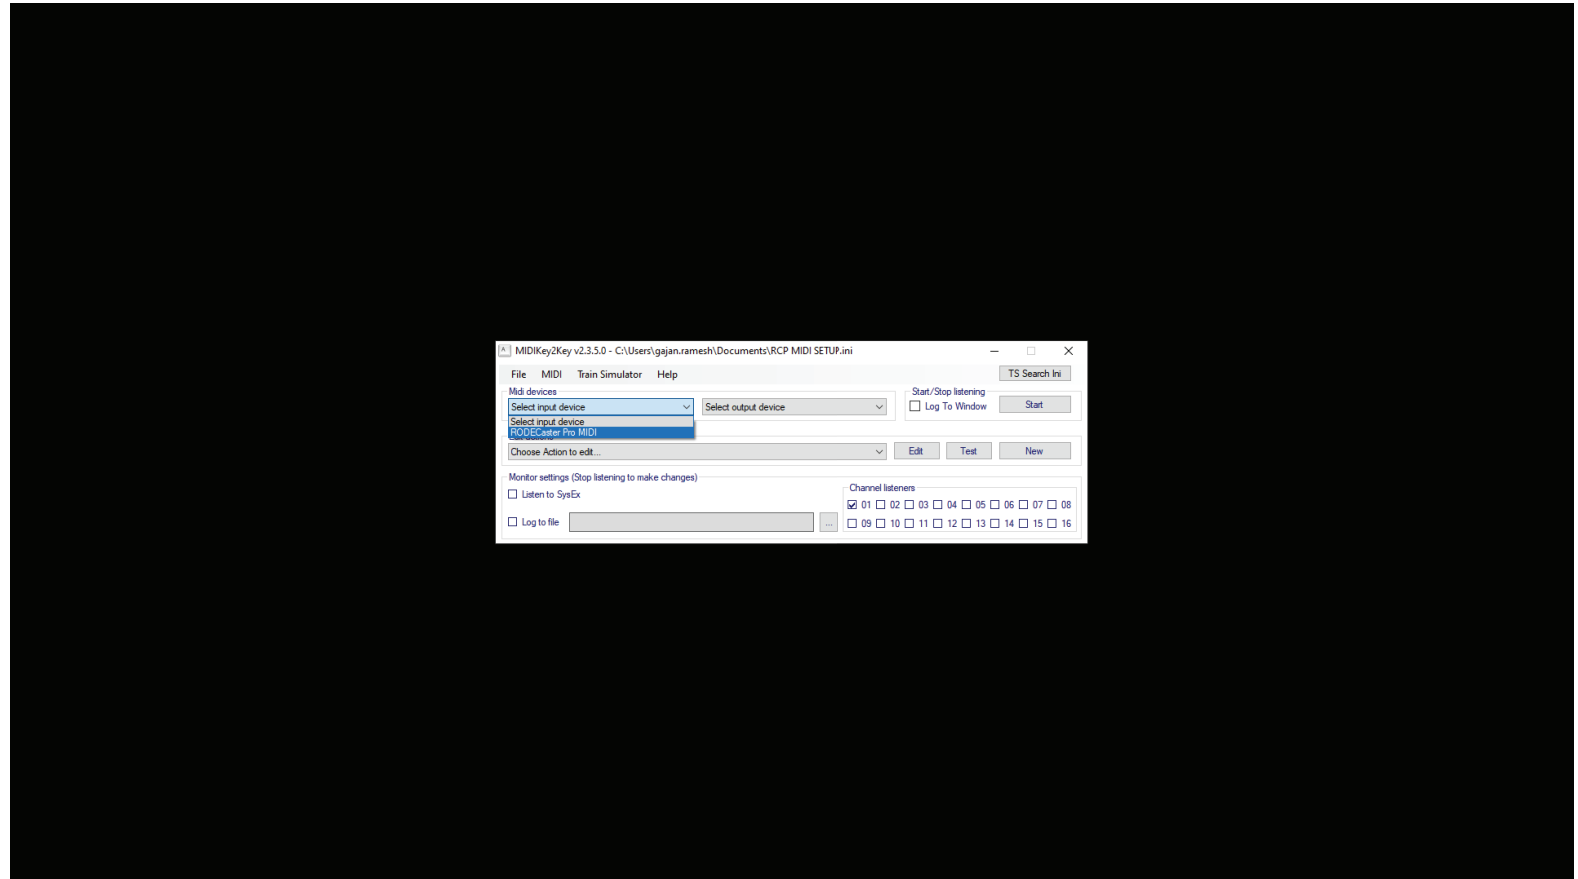 MIDIKey2Key v2.3.5.0 - C:\Users\gajan.ramesh\Documents\RCP MIDI SETUP.ini
File MIDI Train Simulator Help TS Search Ini
Midi devices Start/Stop listening
Select input device Select output device Log To Window Start
Select input device
RODECaster Pro MIDI
Choose Action to edit... Edit Test New
Monitor settings (Stop listening to make changes)
Channel listeners
Listen to SysEx
01 02 03 04 05 06 07 08
Log to file ... 09 10 11 12 13 14 15 16